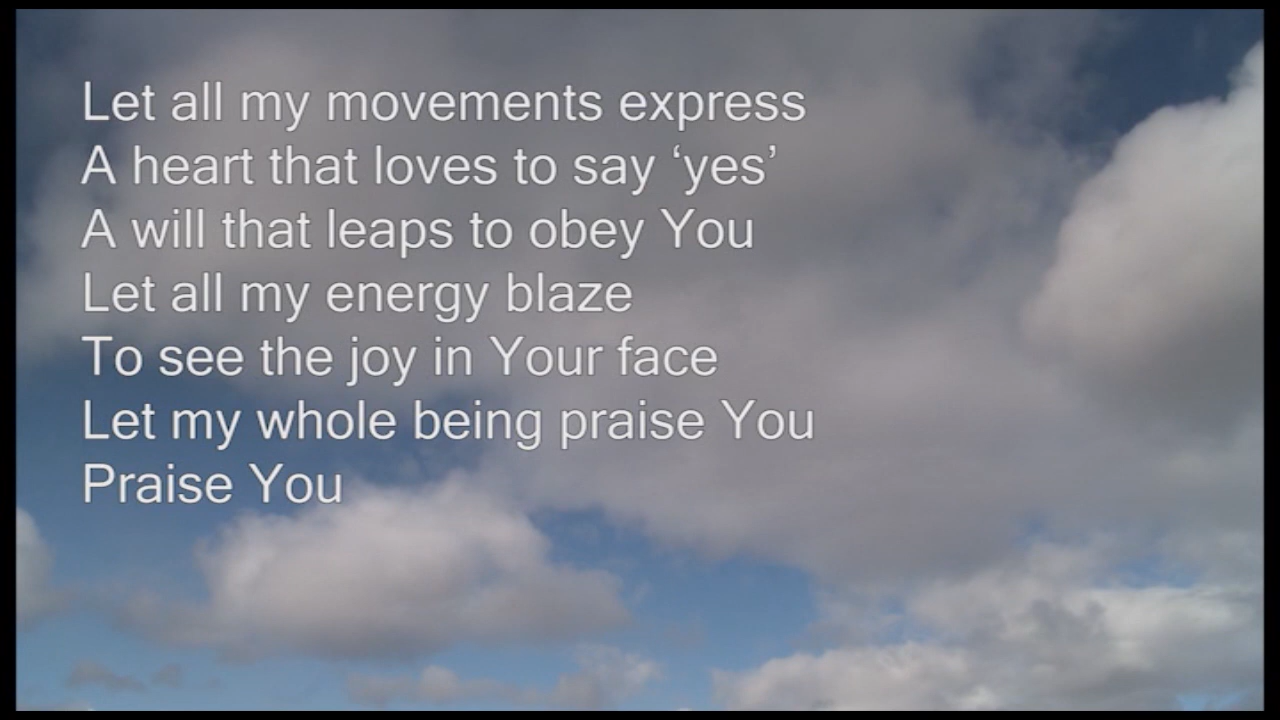 Let all my movements express
A heart that loves to say ‘yes’
A will that leaps to obey You
Let all my energy blaze
To see the joy in Your face
Let my whole being praise You
Praise You